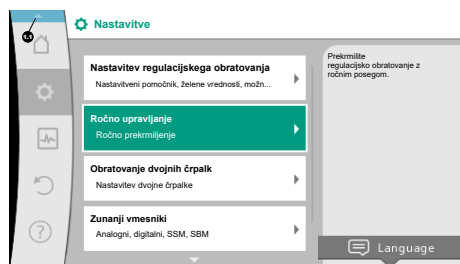 1.1
Nastavitve
Nastavitev regulacijskega obratovanja
Nastavitveni pomočnik, želene vrednosti, možn...
Ročno upravljanje
Ročno prekrmiljenje
Obratovanje dvojnih črpalk
Nastavitev dvojne črpalke
Zunanji vmesniki
Analogni, digitalni, SSM, SBM
Prekrmilite
regulacijsko obratovanje z
ročnim posegom.
Language